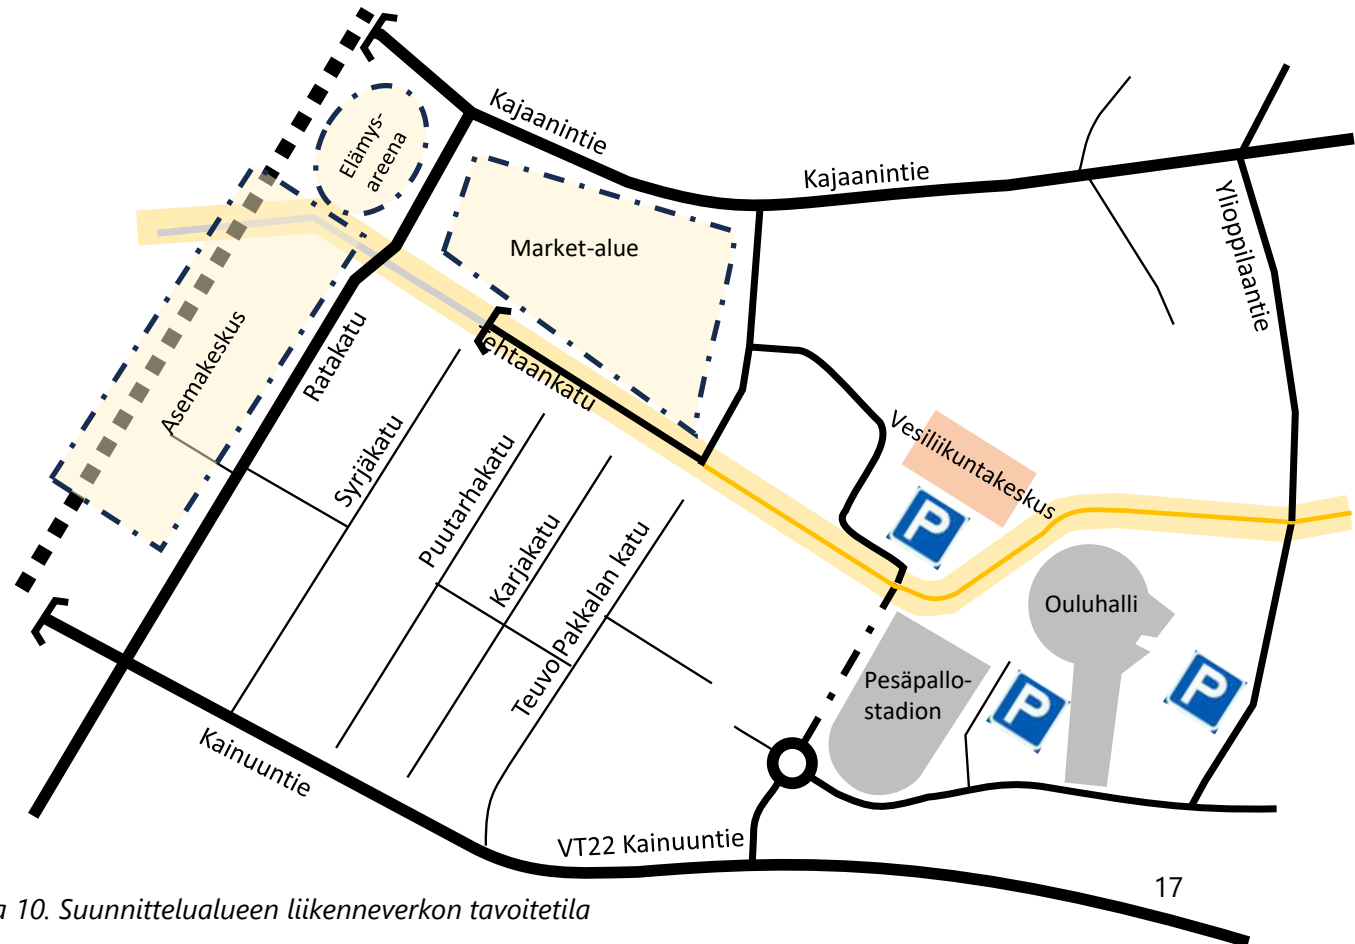 Kajaanintie
Elämys-
areena
Kajaanintie
Ylioppilaantie
Market-alue
Asemakeskus
Ratakatu
ehtaankatu
Syrjäkatu
Puutarhakatu
Karjakatu
Teuvo Pakkalan katu
Vesiliikuntakeskus
P
Ouluhalli
Pesäpallo-
stadion
P
P
Kainuuntie
VT22 Kainuuntie
17
a 10. Suunnittelualueen liikenneverkon tavoitetila